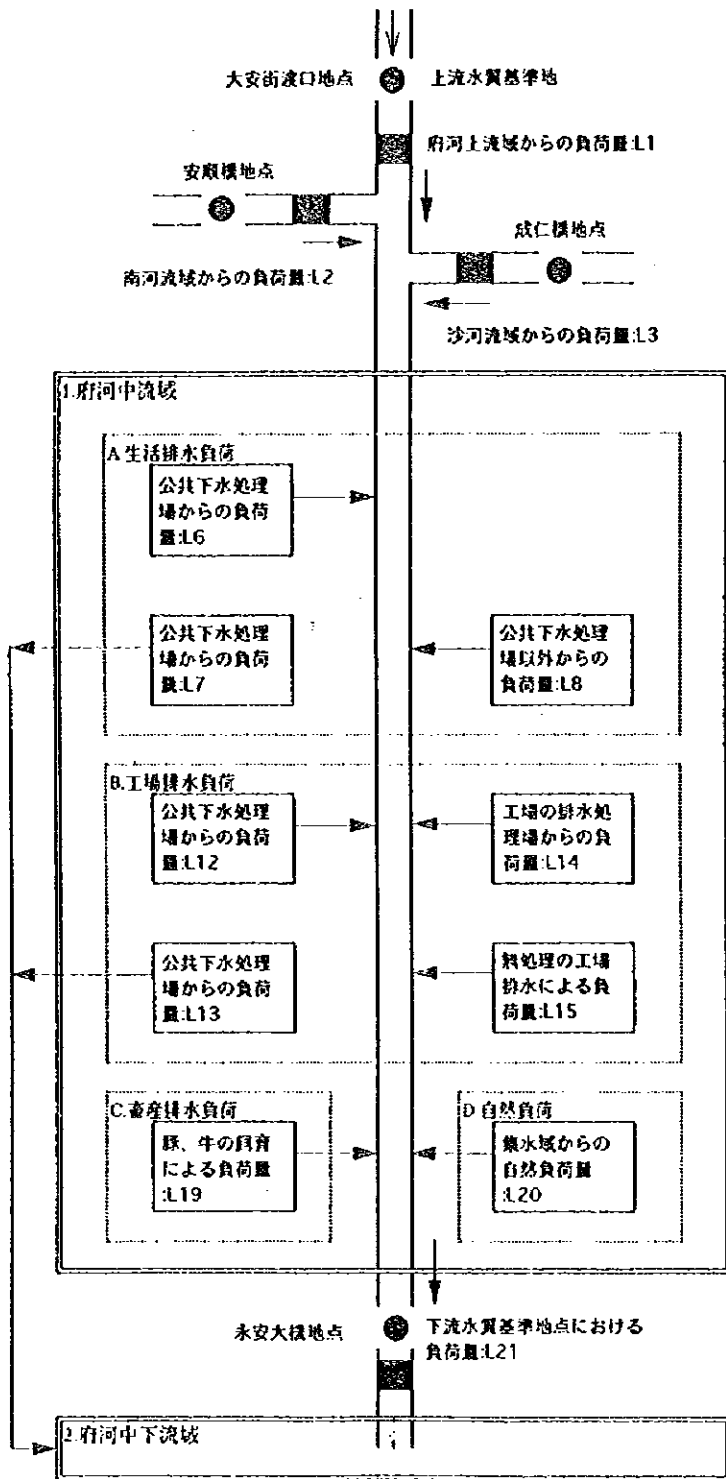 大安街渡口地点
上流水質基準地
府河上流域からの負荷量:L1
安順橋地点
成仁橋地点
南河流域からの負荷量:L2
沙河流域からの負荷量:L3
1.府河中流域
A 生活排水負荷
公共下水処理
場からの負荷
量:L6
公共下水処理
場からの負荷
量:L7
公共下水処理
場以外からの
負荷量:L8
B.工場排水負荷
公共下水処理
場からの負荷
量:L12
工場の排水処
理場からの負
荷量:L14
公共下水処理
場からの負荷
量:L13
無処理の工場
排水による負
荷量:L15
C.畜産排水負荷
豚、牛の飼育
による負荷量
:L19
D 自然負荷
集水域からの
自然負荷量
:L20
永安大橋地点
下流水質基準地点における
負荷量:L21
2.府河中下流域